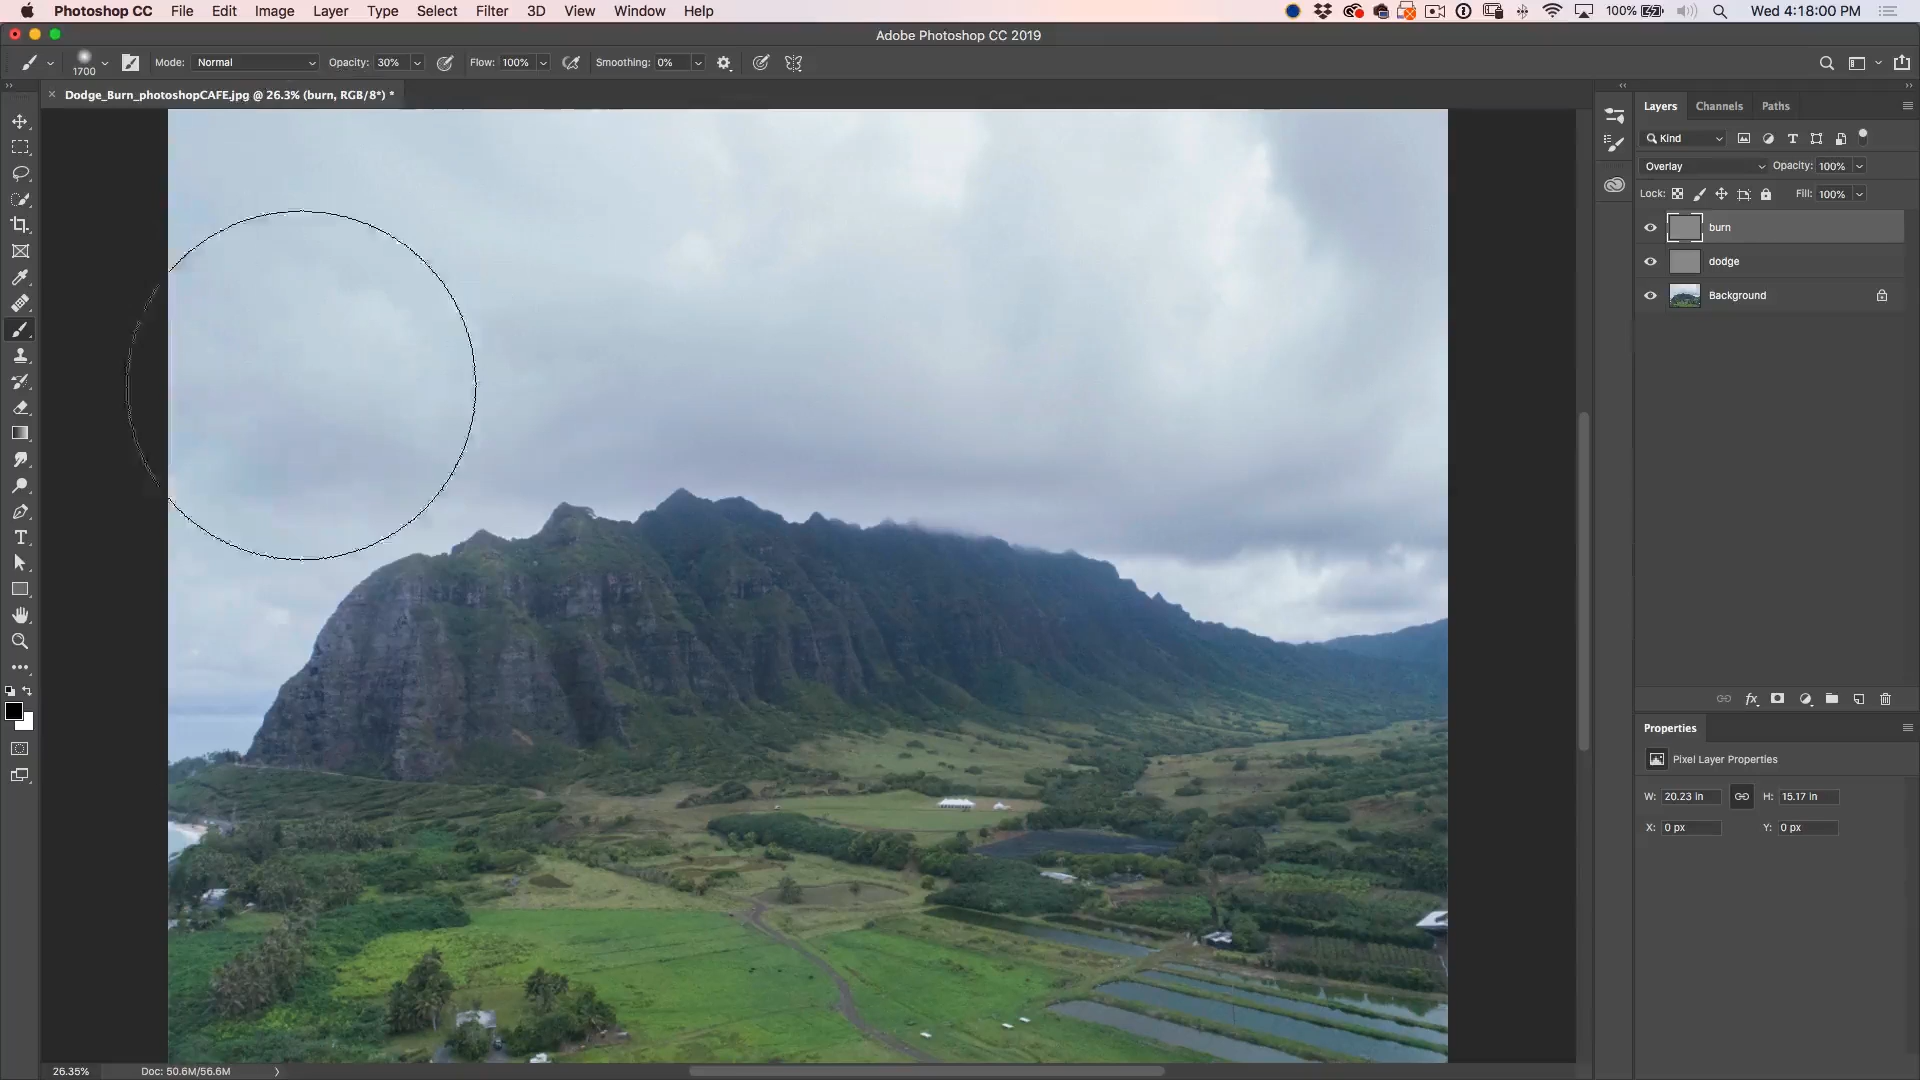 Photoshop CC File Edit Image Layer Type Select Filter 3D View Window Help 100% Wed 4:18:00 PM
Adobe Photoshop CC 2019
1700 Mode: Normal Opacity: 30% Flow: 100% Smoothing: 0%
Dodge_Burn_photoshopCAFE.jpg @ 26.3% (burn, RGB/8*) *
Layers Channels Paths
Kind
Overlay Opacity: 100%
Lock: Fill: 100%
burn
dodge
Background
fx
Properties
Pixel Layer Properties
W: 20.23 in H: 15.17 in
X: 0 px Y: 0 px
26.35% Doc: 50.6M/56.6M